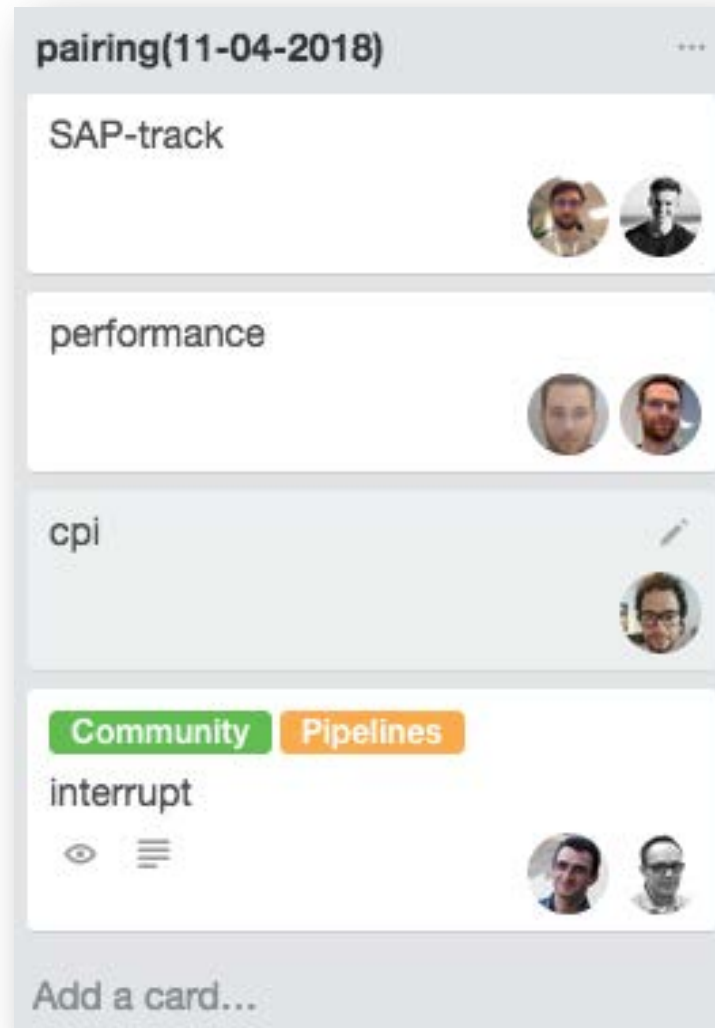 pairing(11-04-2018)
SAP-track
performance
cpi
Community Pipelines
interrupt
Add a card...